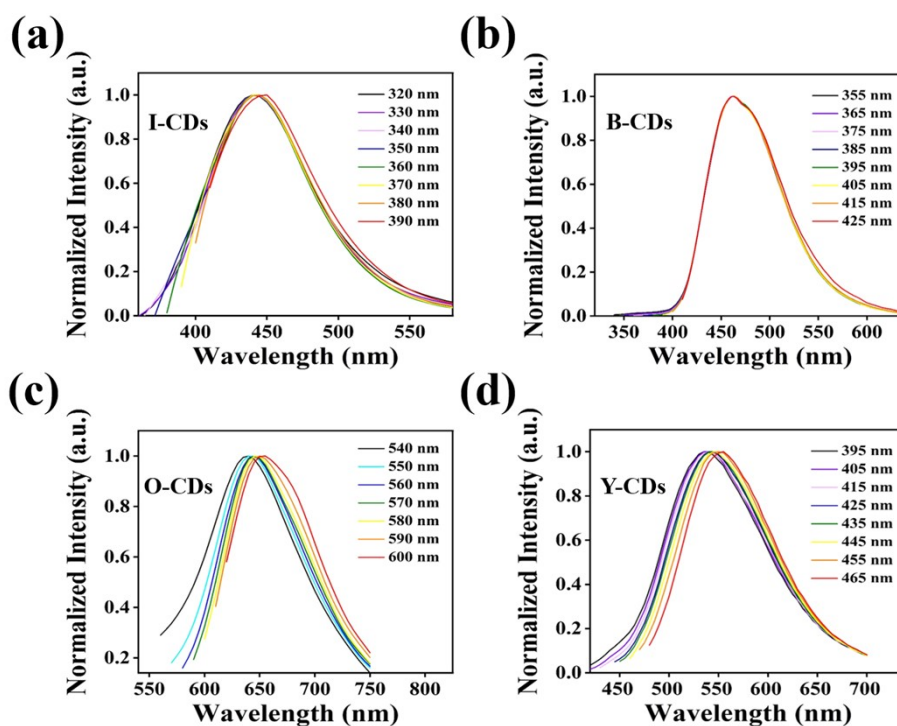 (a)
Normalized Intensity (a.u.)
1.0
0.8
0.6
0.4
0.2
0.0
I-CDs
320 nm
330 nm
340 nm
350 nm
360 nm
370 nm
380 nm
390 nm
400 450 500 550
Wavelength (nm)
(b)
Normalized Intensity (a.u.)
1.0
0.8
0.6
0.4
0.2
0.0
B-CDs
355 nm
365 nm
375 nm
385 nm
395 nm
405 nm
415 nm
425 nm
350 400 450 500 550 600
Wavelength (nm)
(c)
Normalized Intensity (a.u.)
1.0
0.8
0.6
0.4
0.2
O-CDs
540 nm
550 nm
560 nm
570 nm
580 nm
590 nm
600 nm
550 600 650 700 750 800
Wavelength (nm)
(d)
Normalized Intensity (a.u.)
1.0
0.8
0.6
0.4
0.2
0.0
Y-CDs
395 nm
405 nm
415 nm
425 nm
435 nm
445 nm
455 nm
465 nm
450 500 550 600 650 700
Wavelength (nm)